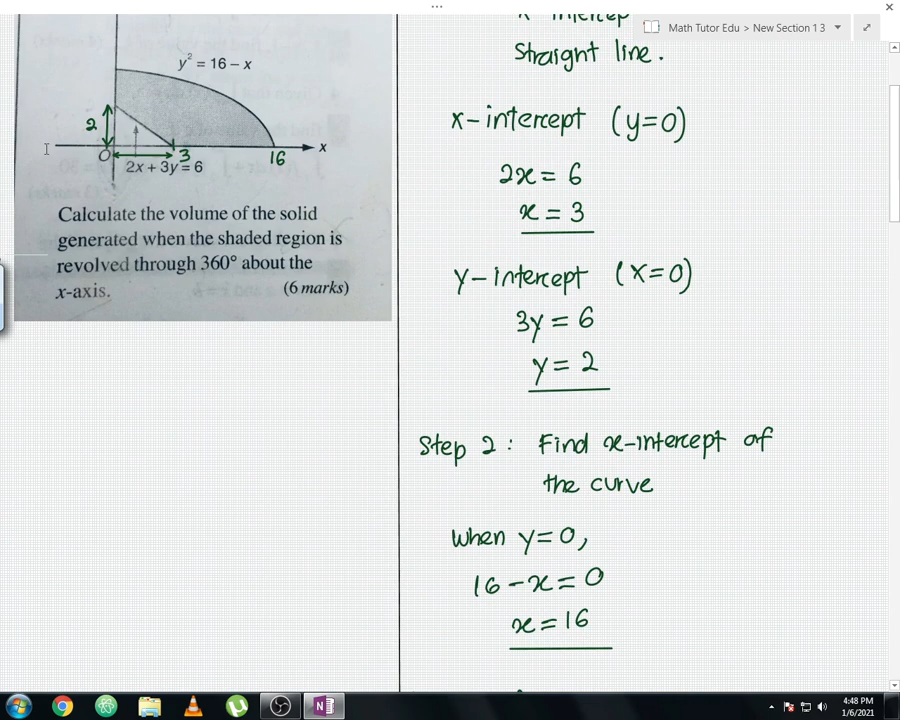 Math Tutor Edu > New Section 1 3
Straight line.
y² = 16 – x
2
O
3
16
x
2x + 3y = 6
Calculate the volume of the solid
generated when the shaded region is
revolved through 360° about the
x-axis. (6 marks)
x-intercept (y=0)
2x = 6
x = 3
y-intercept (x=0)
3y = 6
y = 2
Step 2 : Find x-intercept of
the curve
When y=0,
16 – x = 0
x = 16
4:48 PM
1/6/2021